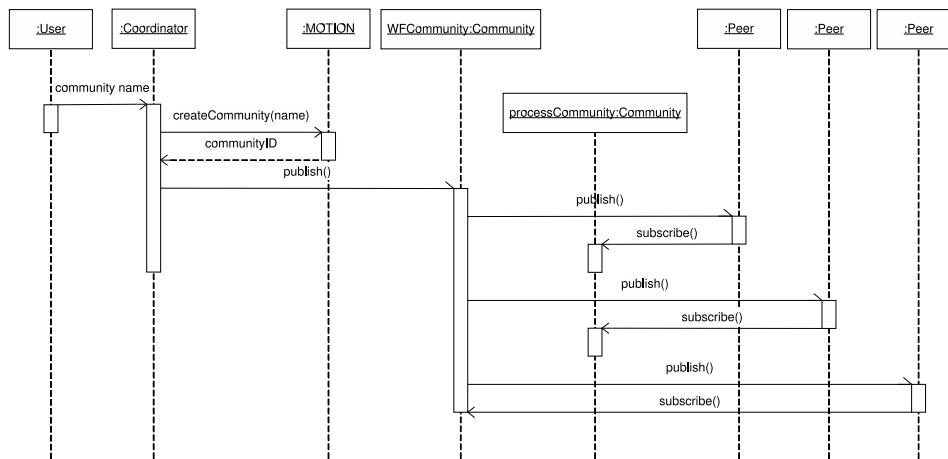 :User
:Coordinator
:MOTION
WFCommunity:Community
:Peer
:Peer
:Peer
community name
processCommunity:Community
createCommunity(name)
communityID
publish()
publish()
subscribe()
publish()
subscribe()
publish()
subscribe()